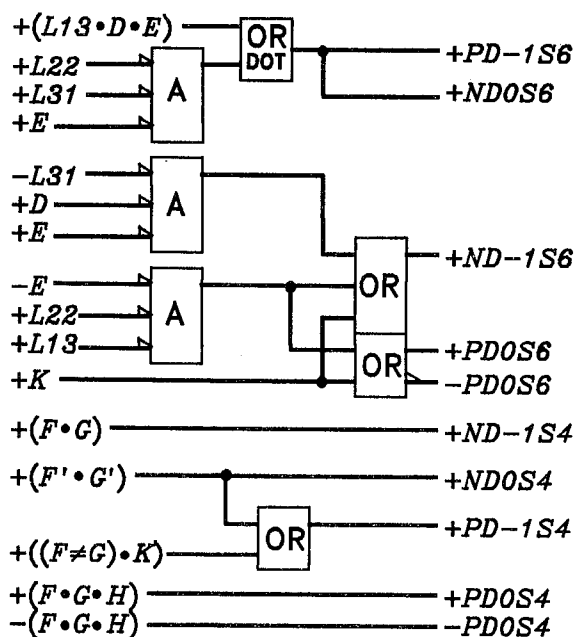 +(L13•D•E)
OR
DOT
+PD-1S6
+L22
+L31
+E
A
+ND0S6
-L31
+D
+E
A
+ND-1S6
-E
+L22
+L13
A
OR
+PD0S6
OR
-PD0S6
+K
+(F•G)
+ND-1S4
+(F'•G')
+ND0S4
OR
+PD-1S4
+((F≠G)•K)
+(F•G•H)
+PD0S4
-(F•G•H)
-PD0S4